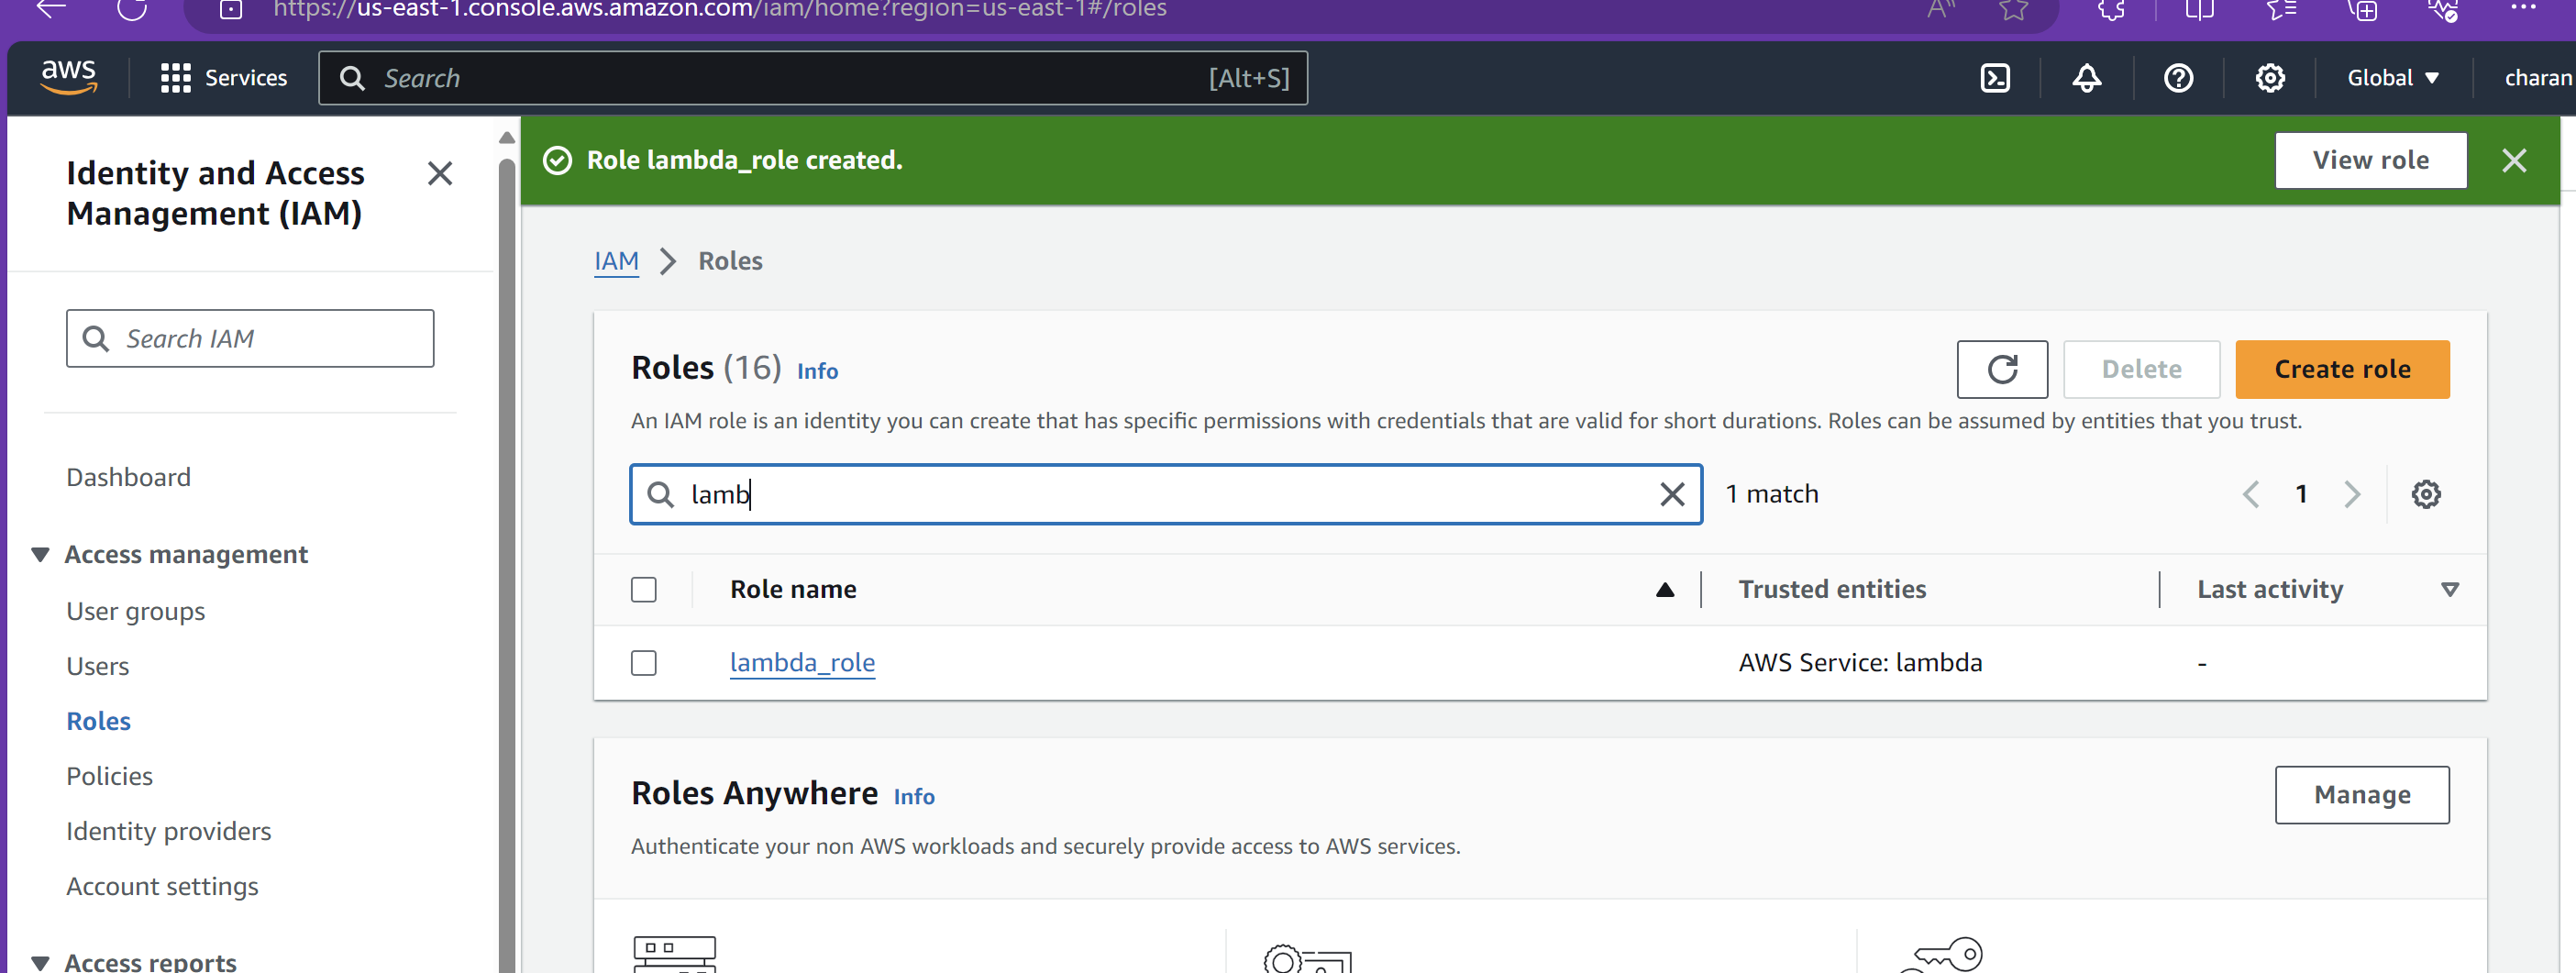 https://us-east-1.console.aws.amazon.com/iam/home?region=us-east-1#/roles
aws
Services
Search
[Alt+S]
Global
charan
Identity and Access
Management (IAM)
Search IAM
Dashboard
Access management
User groups
Users
Roles
Policies
Identity providers
Account settings
Access reports
Role lambda_role created.
View role
IAM
Roles
Roles (16) Info
Delete
Create role
An IAM role is an identity you can create that has specific permissions with credentials that are valid for short durations. Roles can be assumed by entities that you trust.
lamb
1 match
1
Role name
Trusted entities
Last activity
lambda_role
AWS Service: lambda
-
Roles Anywhere Info
Manage
Authenticate your non AWS workloads and securely provide access to AWS services.